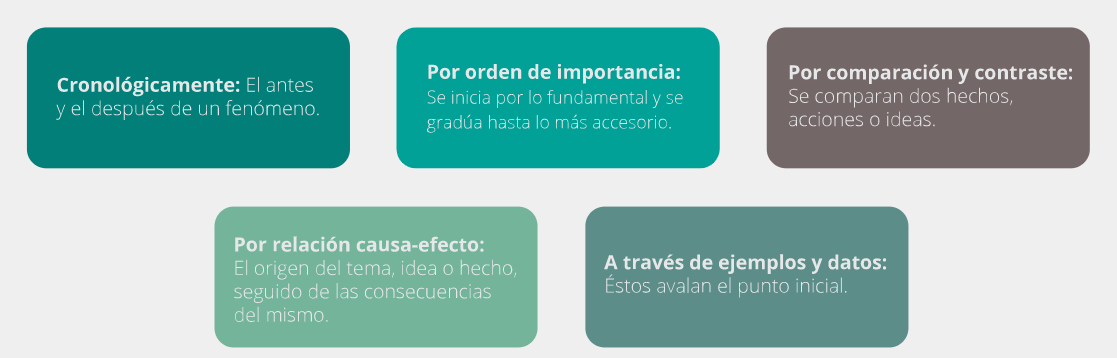 Cronológicamente: El antes
y el después de un fenómeno.
Por orden de importancia:
Se inicia por lo fundamental y se
gradúa hasta lo más accesorio.
Por comparación y contraste:
Se comparan dos hechos,
acciones o ideas.
Por relación causa-efecto:
El origen del tema, idea o hecho,
seguido de las consecuencias
del mismo.
A través de ejemplos y datos:
Éstos avalan el punto inicial.